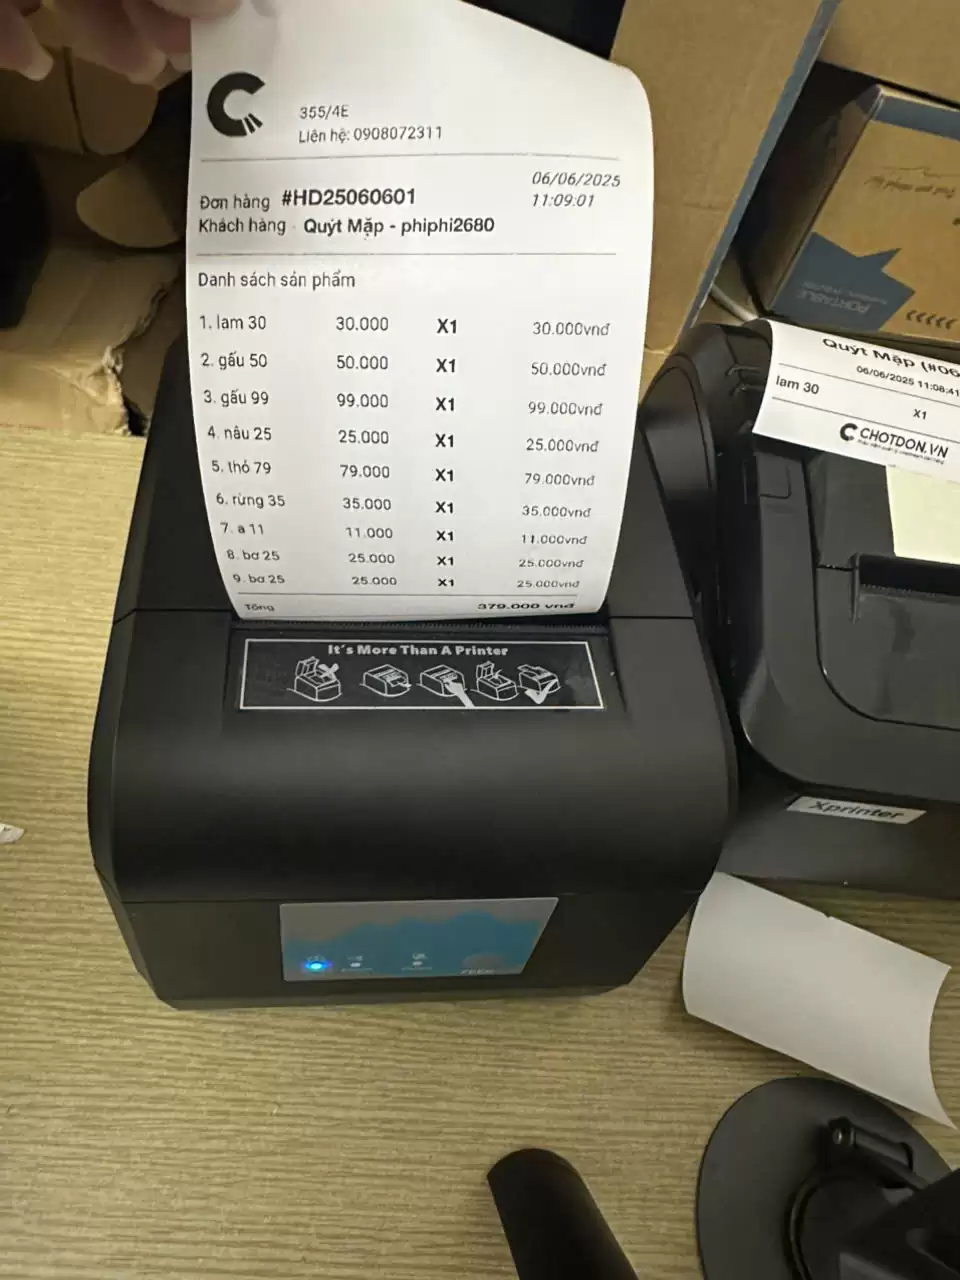 355/4E
Liên hệ: 0908072311
Đơn hàng #HD25060601
06/06/2025
11:09:01
Khách hàng · Quýt Mặp - phiphi2680
Danh sách sản phẩm
1. lam 30 30.000 X1 30.000vnđ
2. gấu 50 50.000 X1 50.000vnđ
3. gấu 99 99.000 X1 99.000vnđ
4. nâu 25 25.000 X1 25.000vnđ
5. thỏ 79 79.000 X1 79.000vnđ
6. rừng 35 35.000 X1 35.000vnđ
7. a 11 11.000 X1 11.000vnđ
8. bơ 25 25.000 X1 25.000vnđ
9. bơ 25 25.000 X1 25.000vnđ
Tổng 379.000 vnđ
It's More Than A Printer
FEED
Quýt Mặp (#06
06/06/2025 11:08:41
lam 30
X1
CHOTDON.VN
Xprinter
PORTABLE